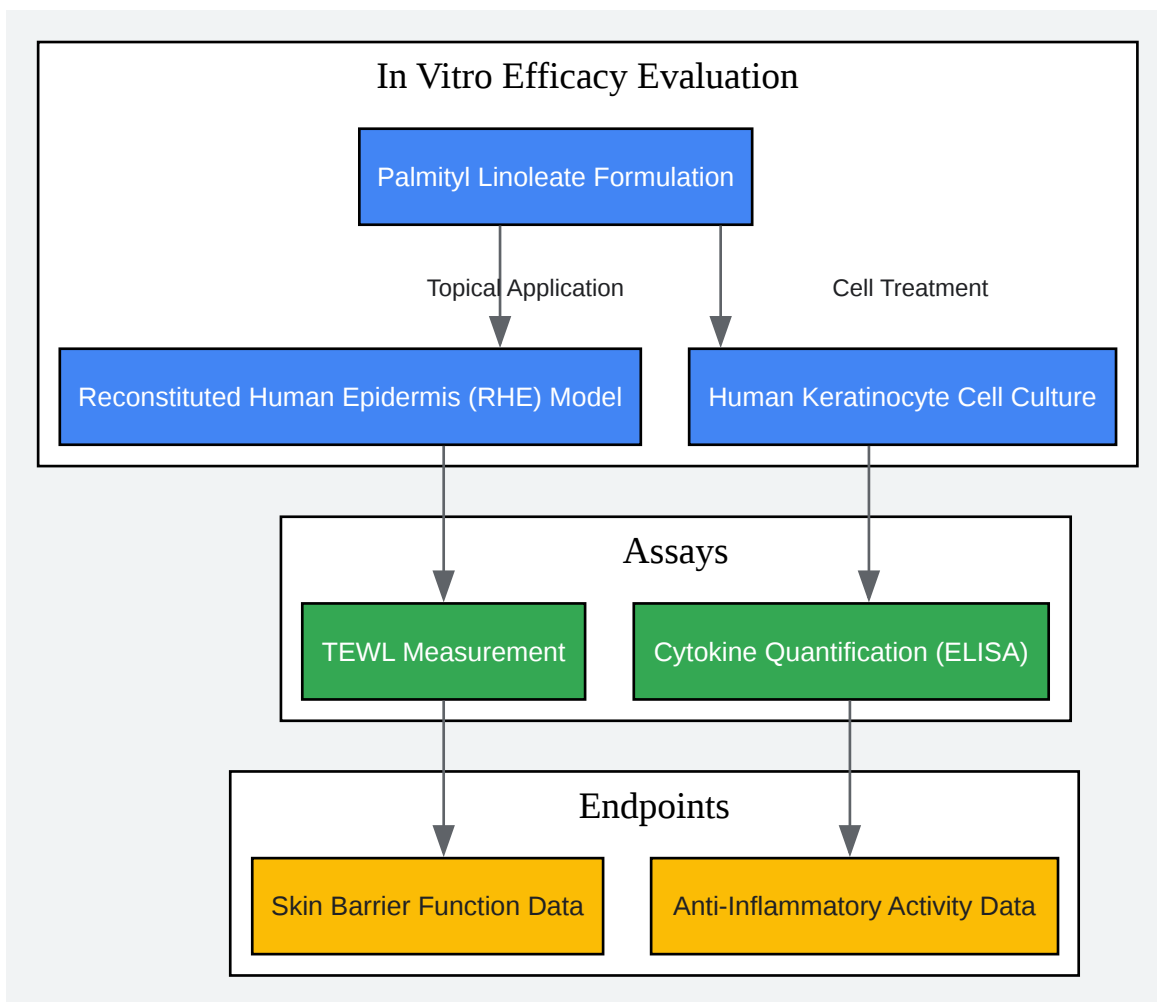 In Vitro Efficacy Evaluation
Palmityl Linoleate Formulation
Topical Application
Cell Treatment
Reconstituted Human Epidermis (RHE) Model
Human Keratinocyte Cell Culture
Assays
TEWL Measurement
Cytokine Quantification (ELISA)
Endpoints
Skin Barrier Function Data
Anti-Inflammatory Activity Data